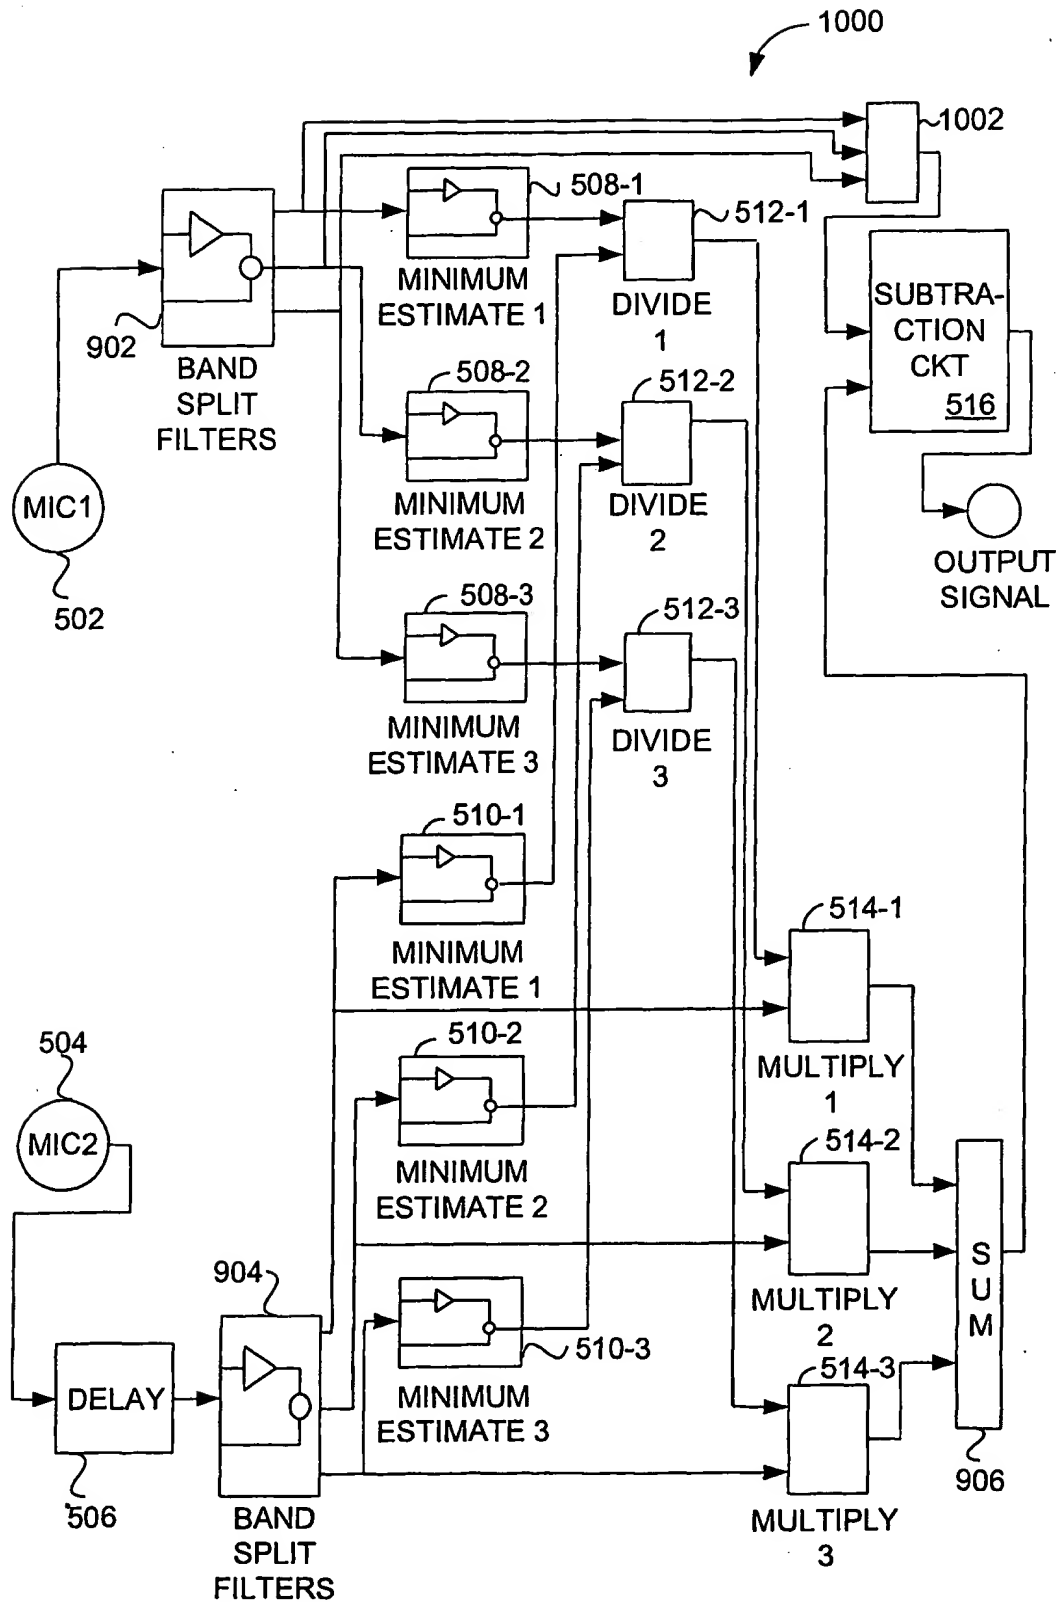 1000
1002
508-1
512-1
MINIMUM
ESTIMATE 1
DIVIDE
1
SUBTRA-
CTION
CKT
516
902
BAND
SPLIT
FILTERS
508-2
512-2
MIC1
502
MINIMUM
ESTIMATE 2
DIVIDE
2
OUTPUT
SIGNAL
508-3
512-3
MINIMUM
ESTIMATE 3
DIVIDE
3
510-1
MINIMUM
ESTIMATE 1
514-1
MULTIPLY
1
504
MIC2
510-2
MINIMUM
ESTIMATE 2
514-2
MULTIPLY
2
SUM
906
904
510-3
MINIMUM
ESTIMATE 3
DELAY
506
BAND
SPLIT
FILTERS
514-3
MULTIPLY
3